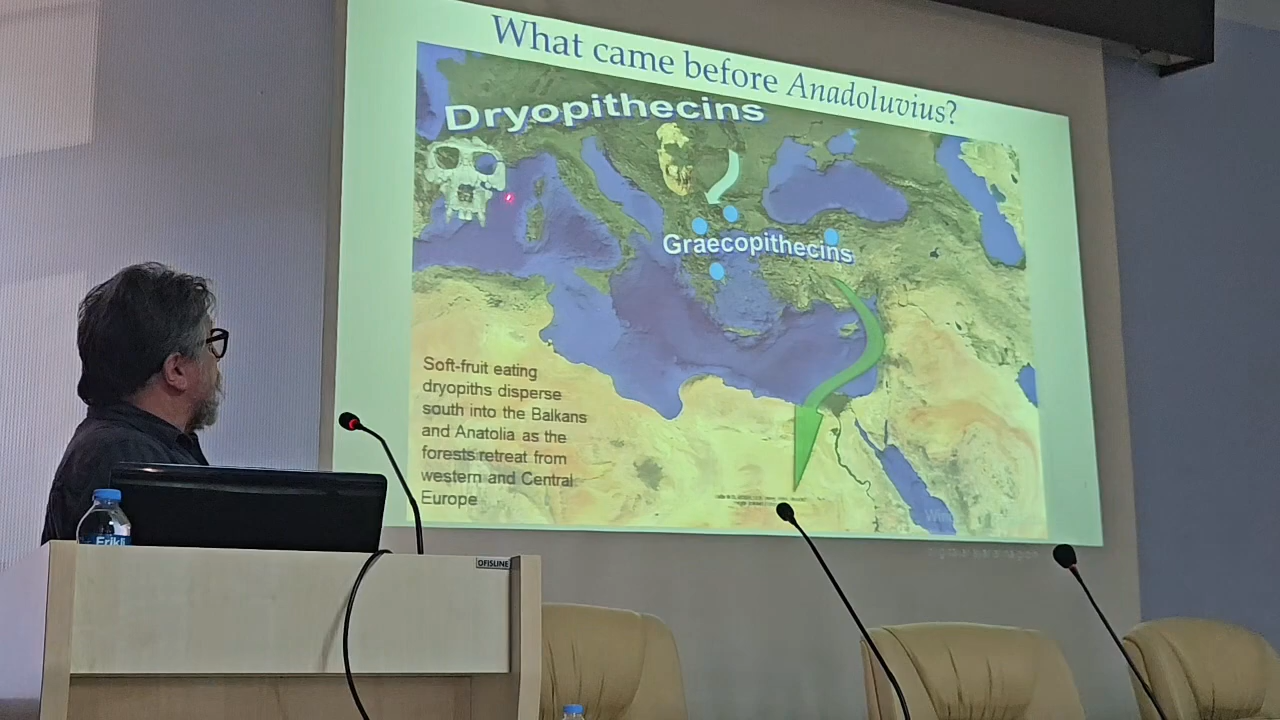 What came before Anadoluvius?
Dryopithecins
Graecopithecins
Soft-fruit eating
dryopiths disperse
south into the Balkans
and Anatolia as the
forests retreat from
western and Central
Europe
Erikli
OFISLINE